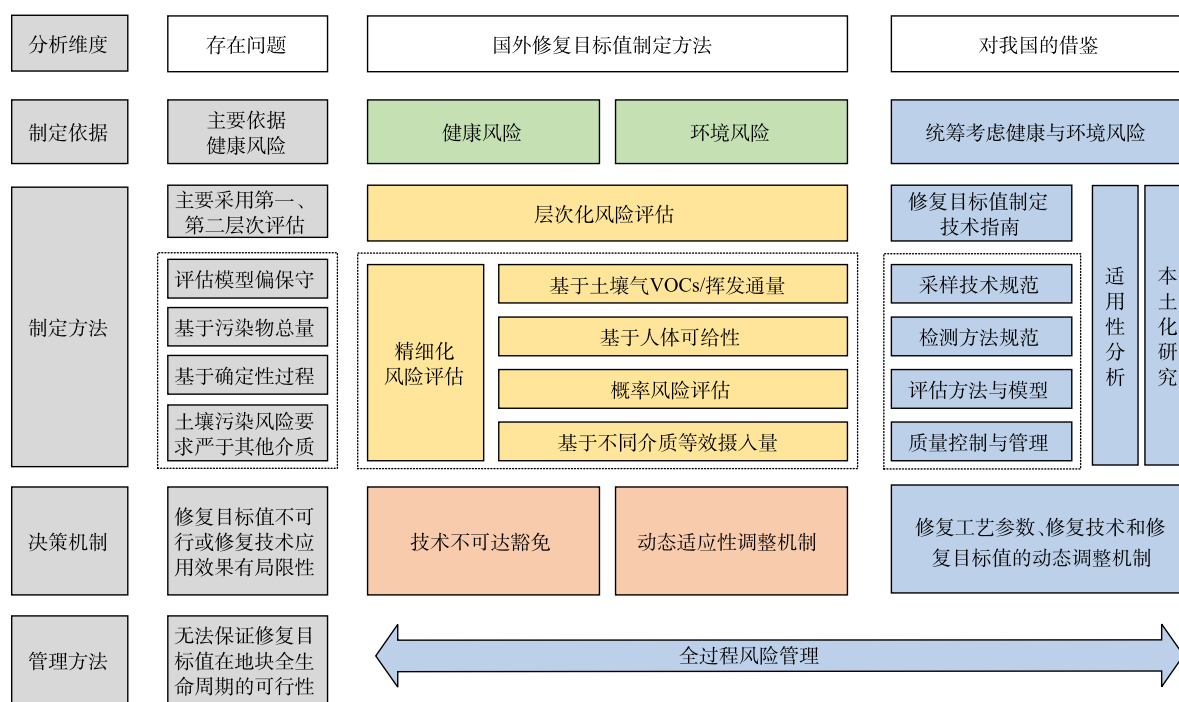 分析维度
存在问题
国外修复目标值制定方法
对我国的借鉴
制定依据
主要依据
健康风险
健康风险
环境风险
统筹考虑健康与环境风险
制定方法
主要采用第一、
第二层次评估
评估模型偏保守
基于污染物总量
基于确定性过程
土壤污染风险要
求严于其他介质
层次化风险评估
精细化
风险评估
基于土壤气VOCs/挥发通量
基于人体可给性
概率风险评估
基于不同介质等效摄入量
修复目标值制定
技术指南
采样技术规范
检测方法规范
评估方法与模型
质量控制与管理
适用性分析
本土化研究
决策机制
修复目标值不可
行或修复技术应
用效果有局限性
技术不可达豁免
动态适应性调整机制
修复工艺参数、修复技术和修
复目标值的动态调整机制
管理方法
无法保证修复目
标值在地块全生
命周期的可行性
全过程风险管理